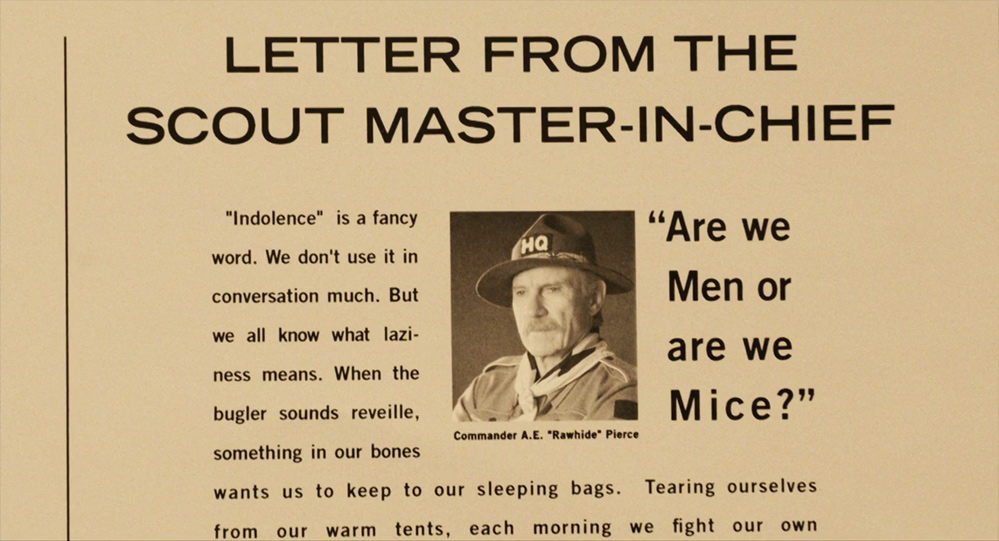 LETTER FROM THE
SCOUT MASTER-IN-CHIEF
"Indolence" is a fancy
word. We don't use it in
conversation much. But
we all know what lazi-
ness means. When the
bugler sounds reveille,
something in our bones
wants us to keep to our sleeping bags. Tearing ourselves
from our warm tents, each morning we fight our own
HQ
Commander A.E. "Rawhide" Pierce
“Are we
Men or
are we
Mice?”